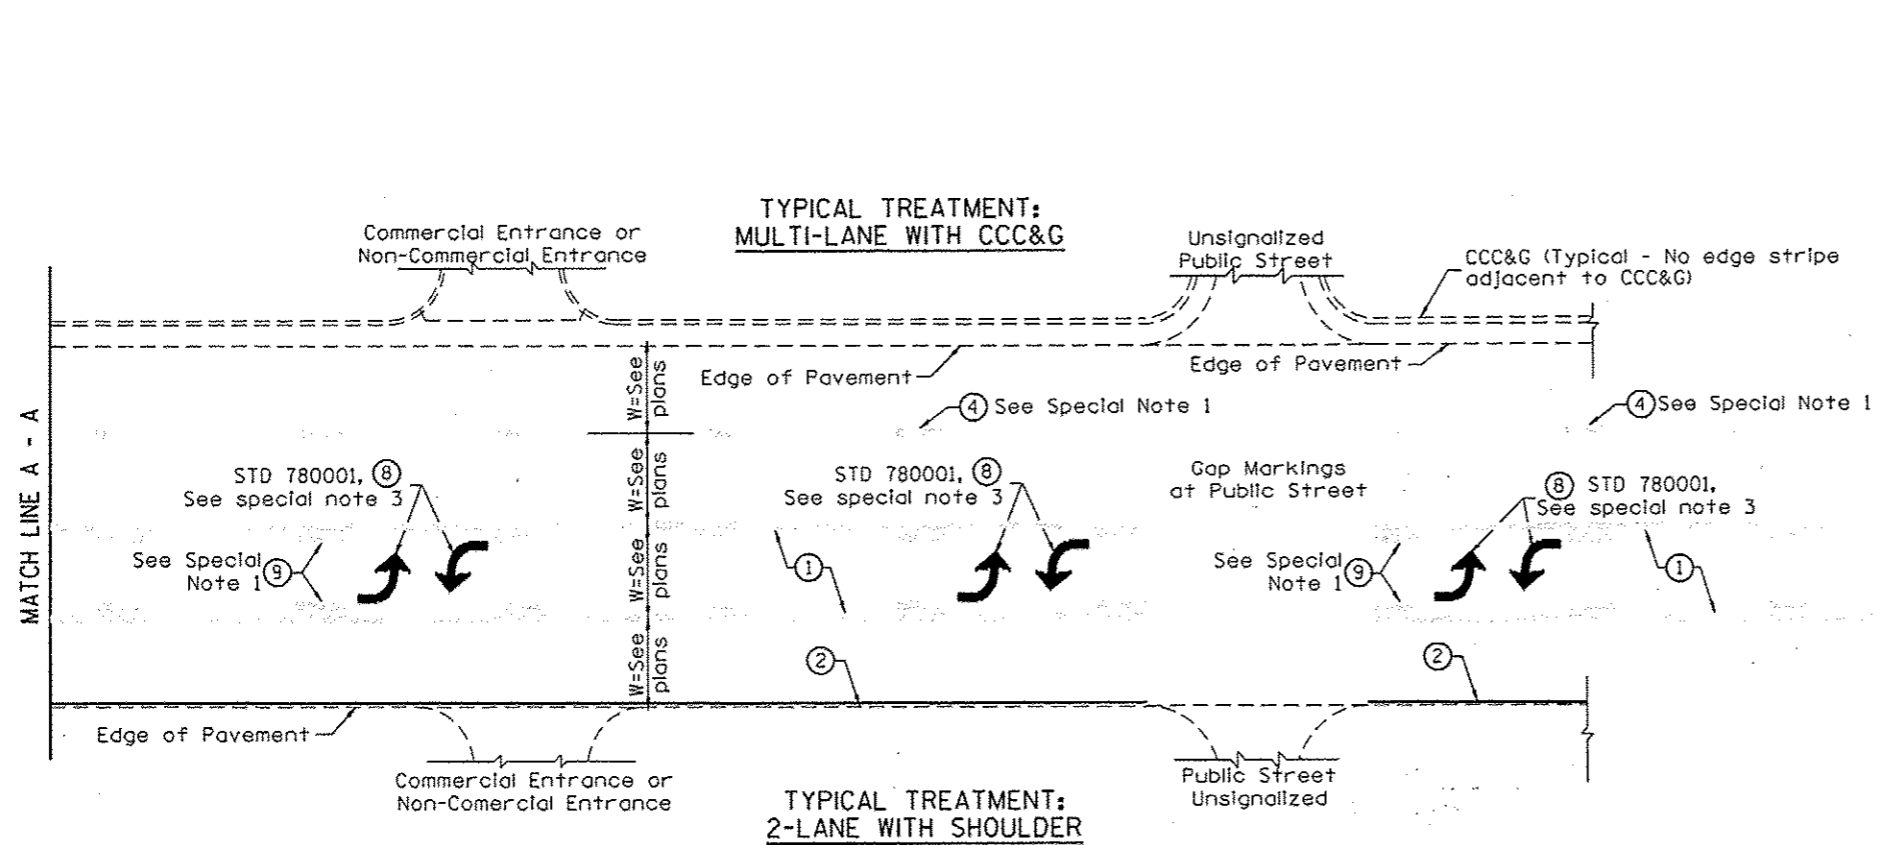 TYPICAL TREATMENT:
MULTI-LANE WITH CCC&G
Commercial Entrance or
Non-Commercial Entrance
Unsignalized
Public Street
CCC&G (Typical - No edge stripe
adjacent to CCC&G)
Edge of Pavement
Edge of Pavement
W=See
plans
4 See Special Note 1
4 See Special Note 1
MATCH LINE A - A
STD 780001, 8
See special note 3
W=See
plans
STD 780001, 8
See special note 3
Gap Markings
at Public Street
8 STD 780001,
See special note 3
See Special
Note 1 9
W=See
plans
1
See Special
Note 1 9
1
W=See
plans
2
2
Edge of Pavement
Commercial Entrance or
Non-Comercial Entrance
Public Street
Unsignalized
TYPICAL TREATMENT:
2-LANE WITH SHOULDER